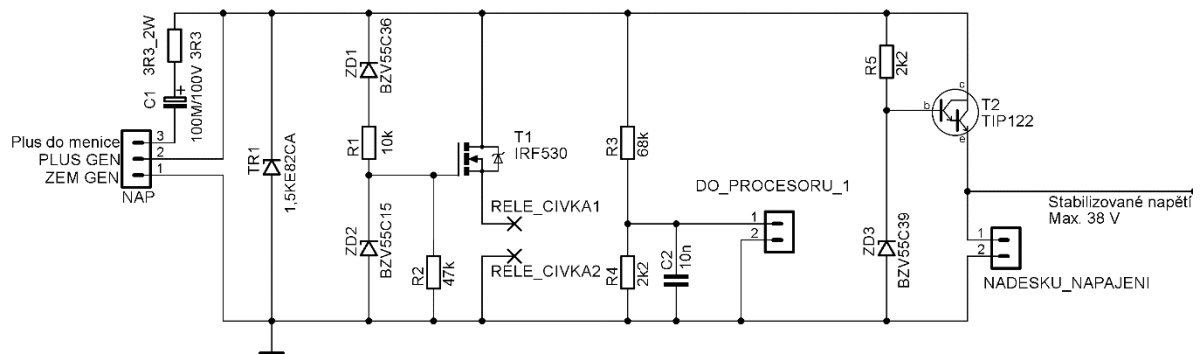 3R3_2W
3R3
C1
+
100M/100V
Plus do menice
PLUS GEN
ZEM GEN
3
2
1
NAP
TR1
1,5KE82CA
ZD1
BZV55C36
R1
10k
ZD2
BZV55C15
R2
47k
T1
IRF530
RELE_CIVKA1
RELE_CIVKA2
R3
68k
R4
2k2
C2
10n
DO_PROCESORU_1
1
2
R5
2k2
ZD3
BZV55C39
c
b
e
T2
TIP122
Stabilizované napětí
Max. 38 V
1
2
NADESKU_NAPAJENI